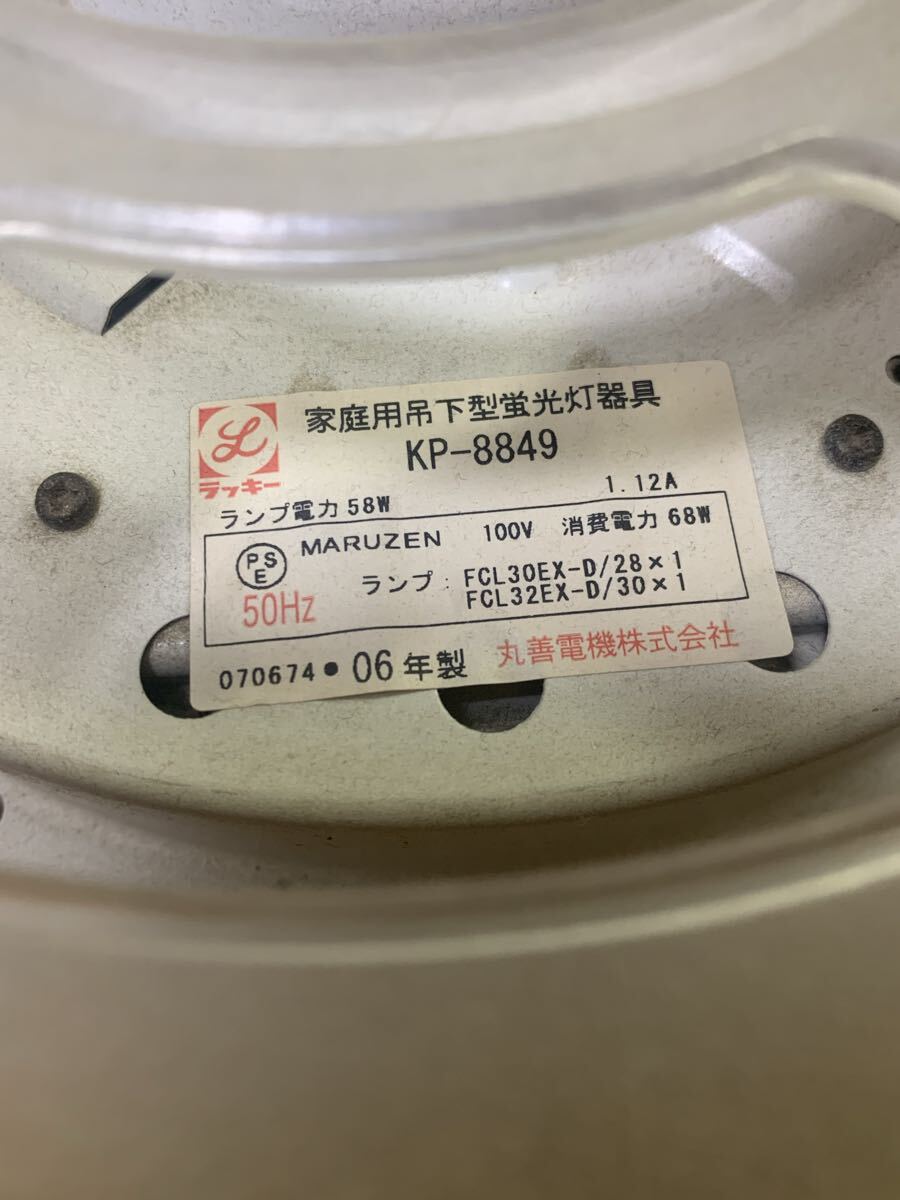 家庭用吊下型蛍光灯器具
KP-8849
ラッキー
ランプ電力 58W 1.12A
PSE MARUZEN 100V 消費電力 68W
50Hz ランプ: FCL30EX-D/28×1
FCL32EX-D/30×1
070674• 06年製 丸善電機株式会社